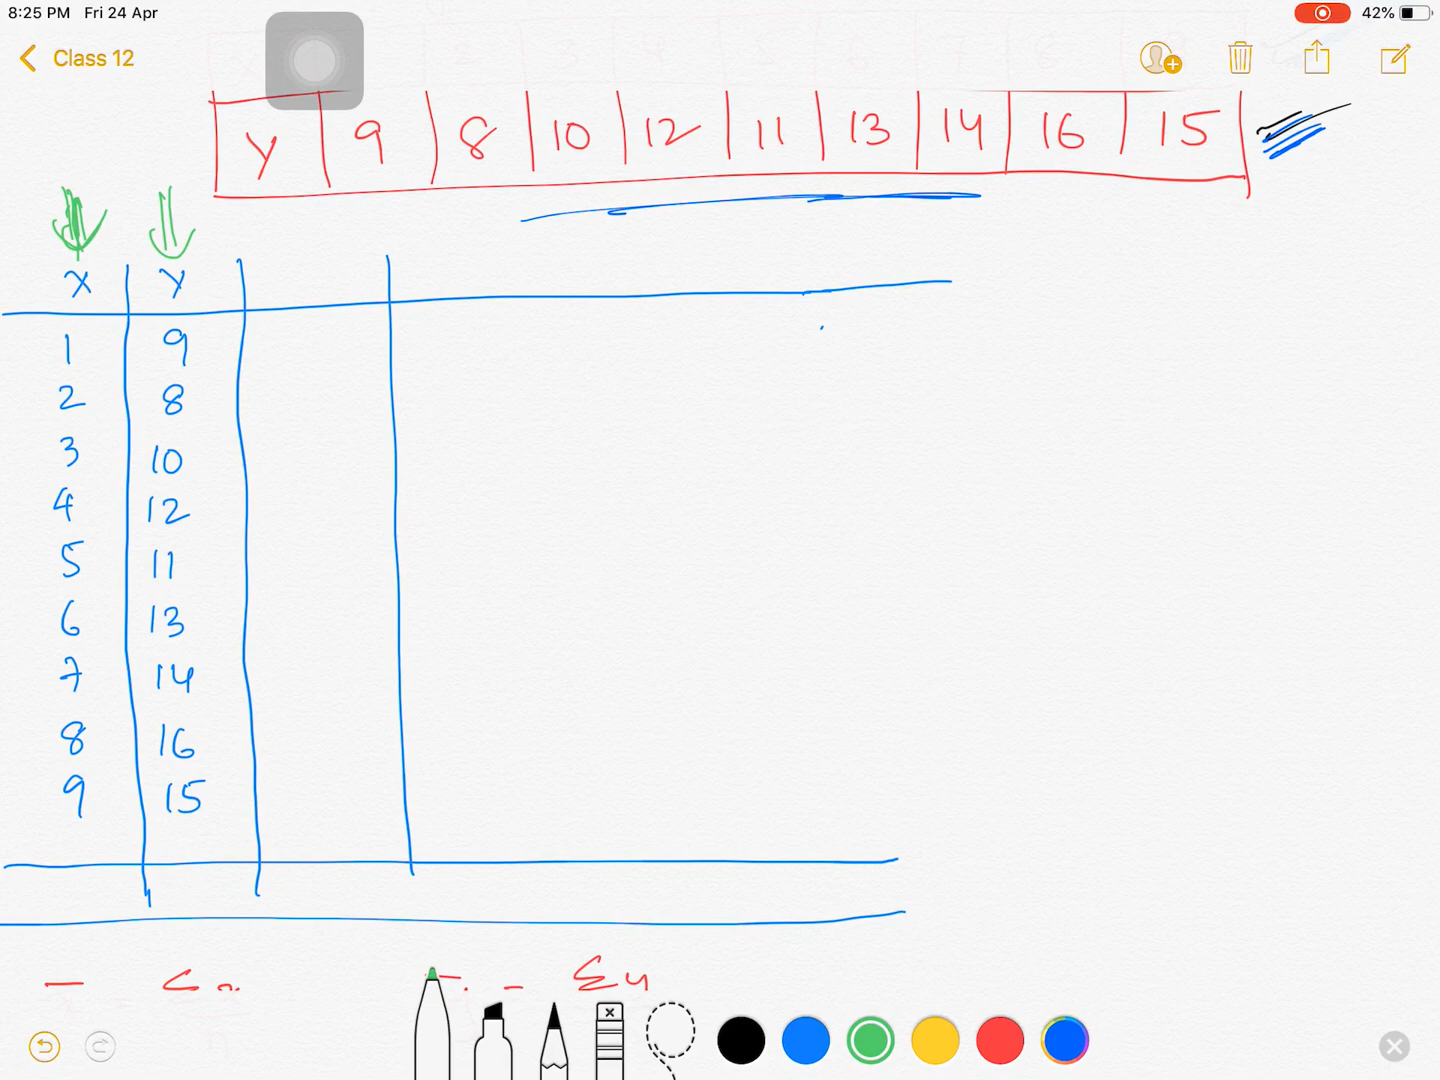 8:25 PM Fri 24 Apr 42%
Class 12
Y 9 8 10 12 11 13 14 16 15
X Y
1 9
2 8
3 10
4 12
5 11
6 13
7 14
8 16
9 15